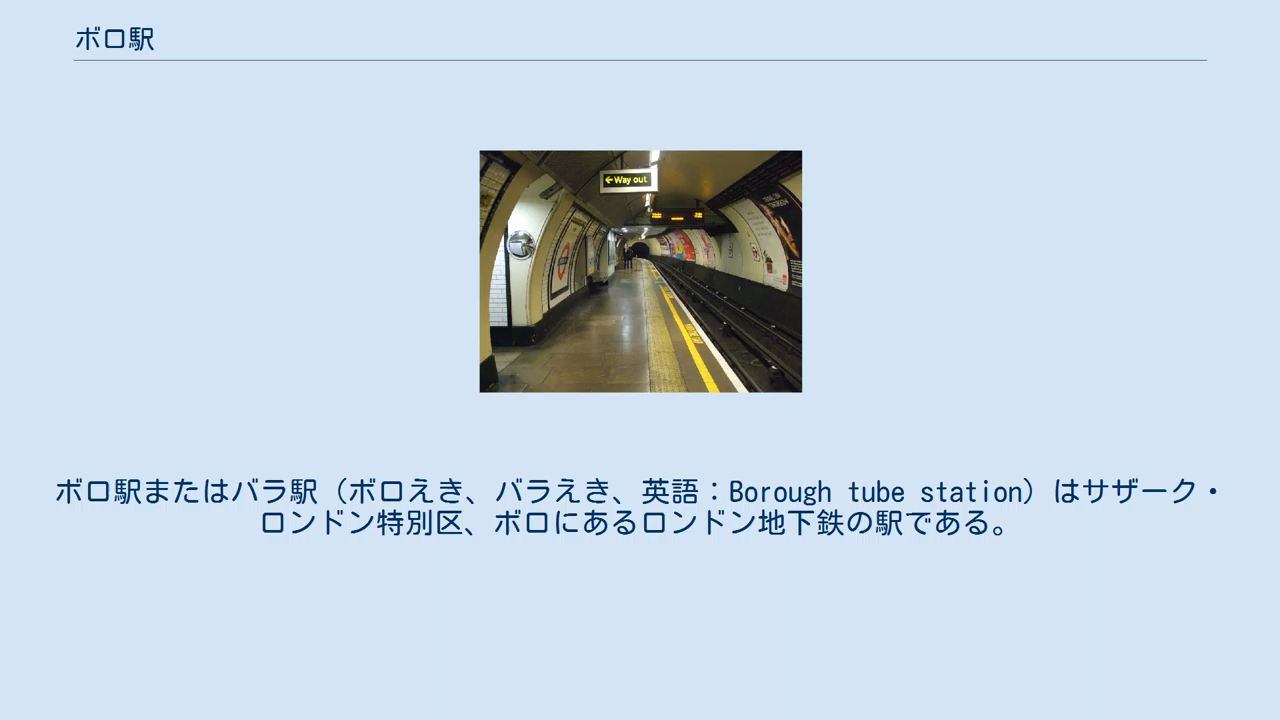 ボロ駅
←Way out
ボロ駅またはバラ駅（ボロえき、バラえき、英語：Borough tube station）はサザーク・
ロンドン特別区、ボロにあるロンドン地下鉄の駅である。